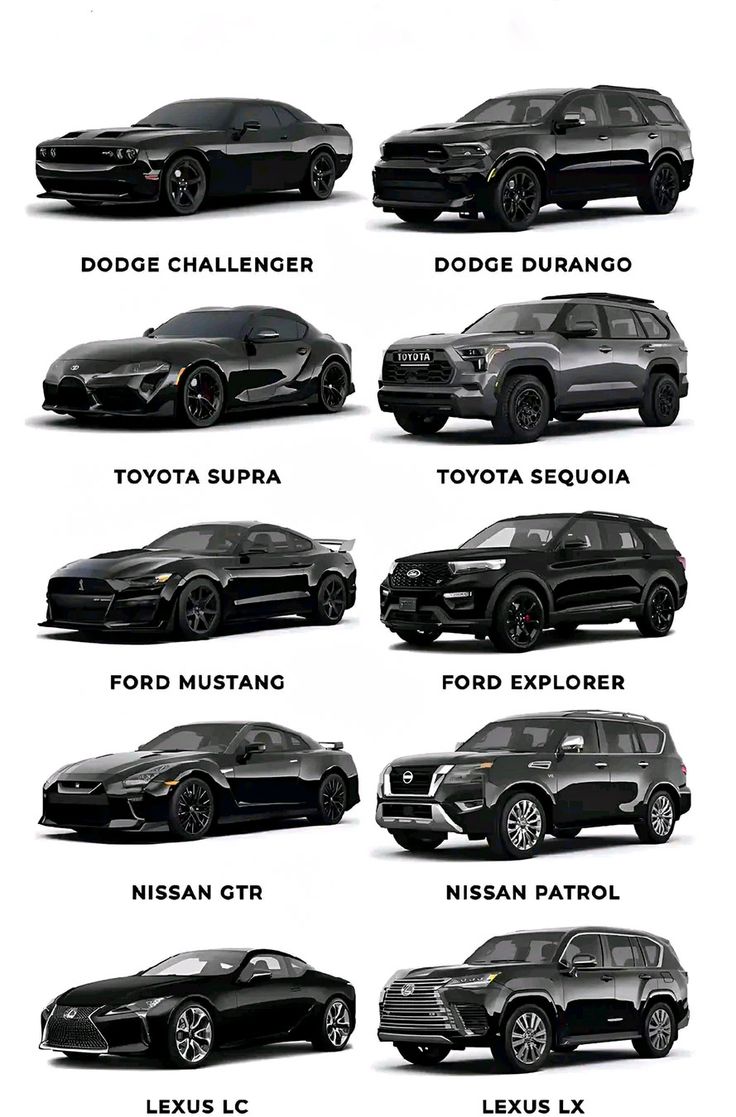 DODGE CHALLENGER
DODGE DURANGO
TOYOTA
TOYOTA SUPRA
TOYOTA SEQUOIA
FORD MUSTANG
FORD EXPLORER
NISSAN GTR
NISSAN PATROL
LEXUS LC
LEXUS LX